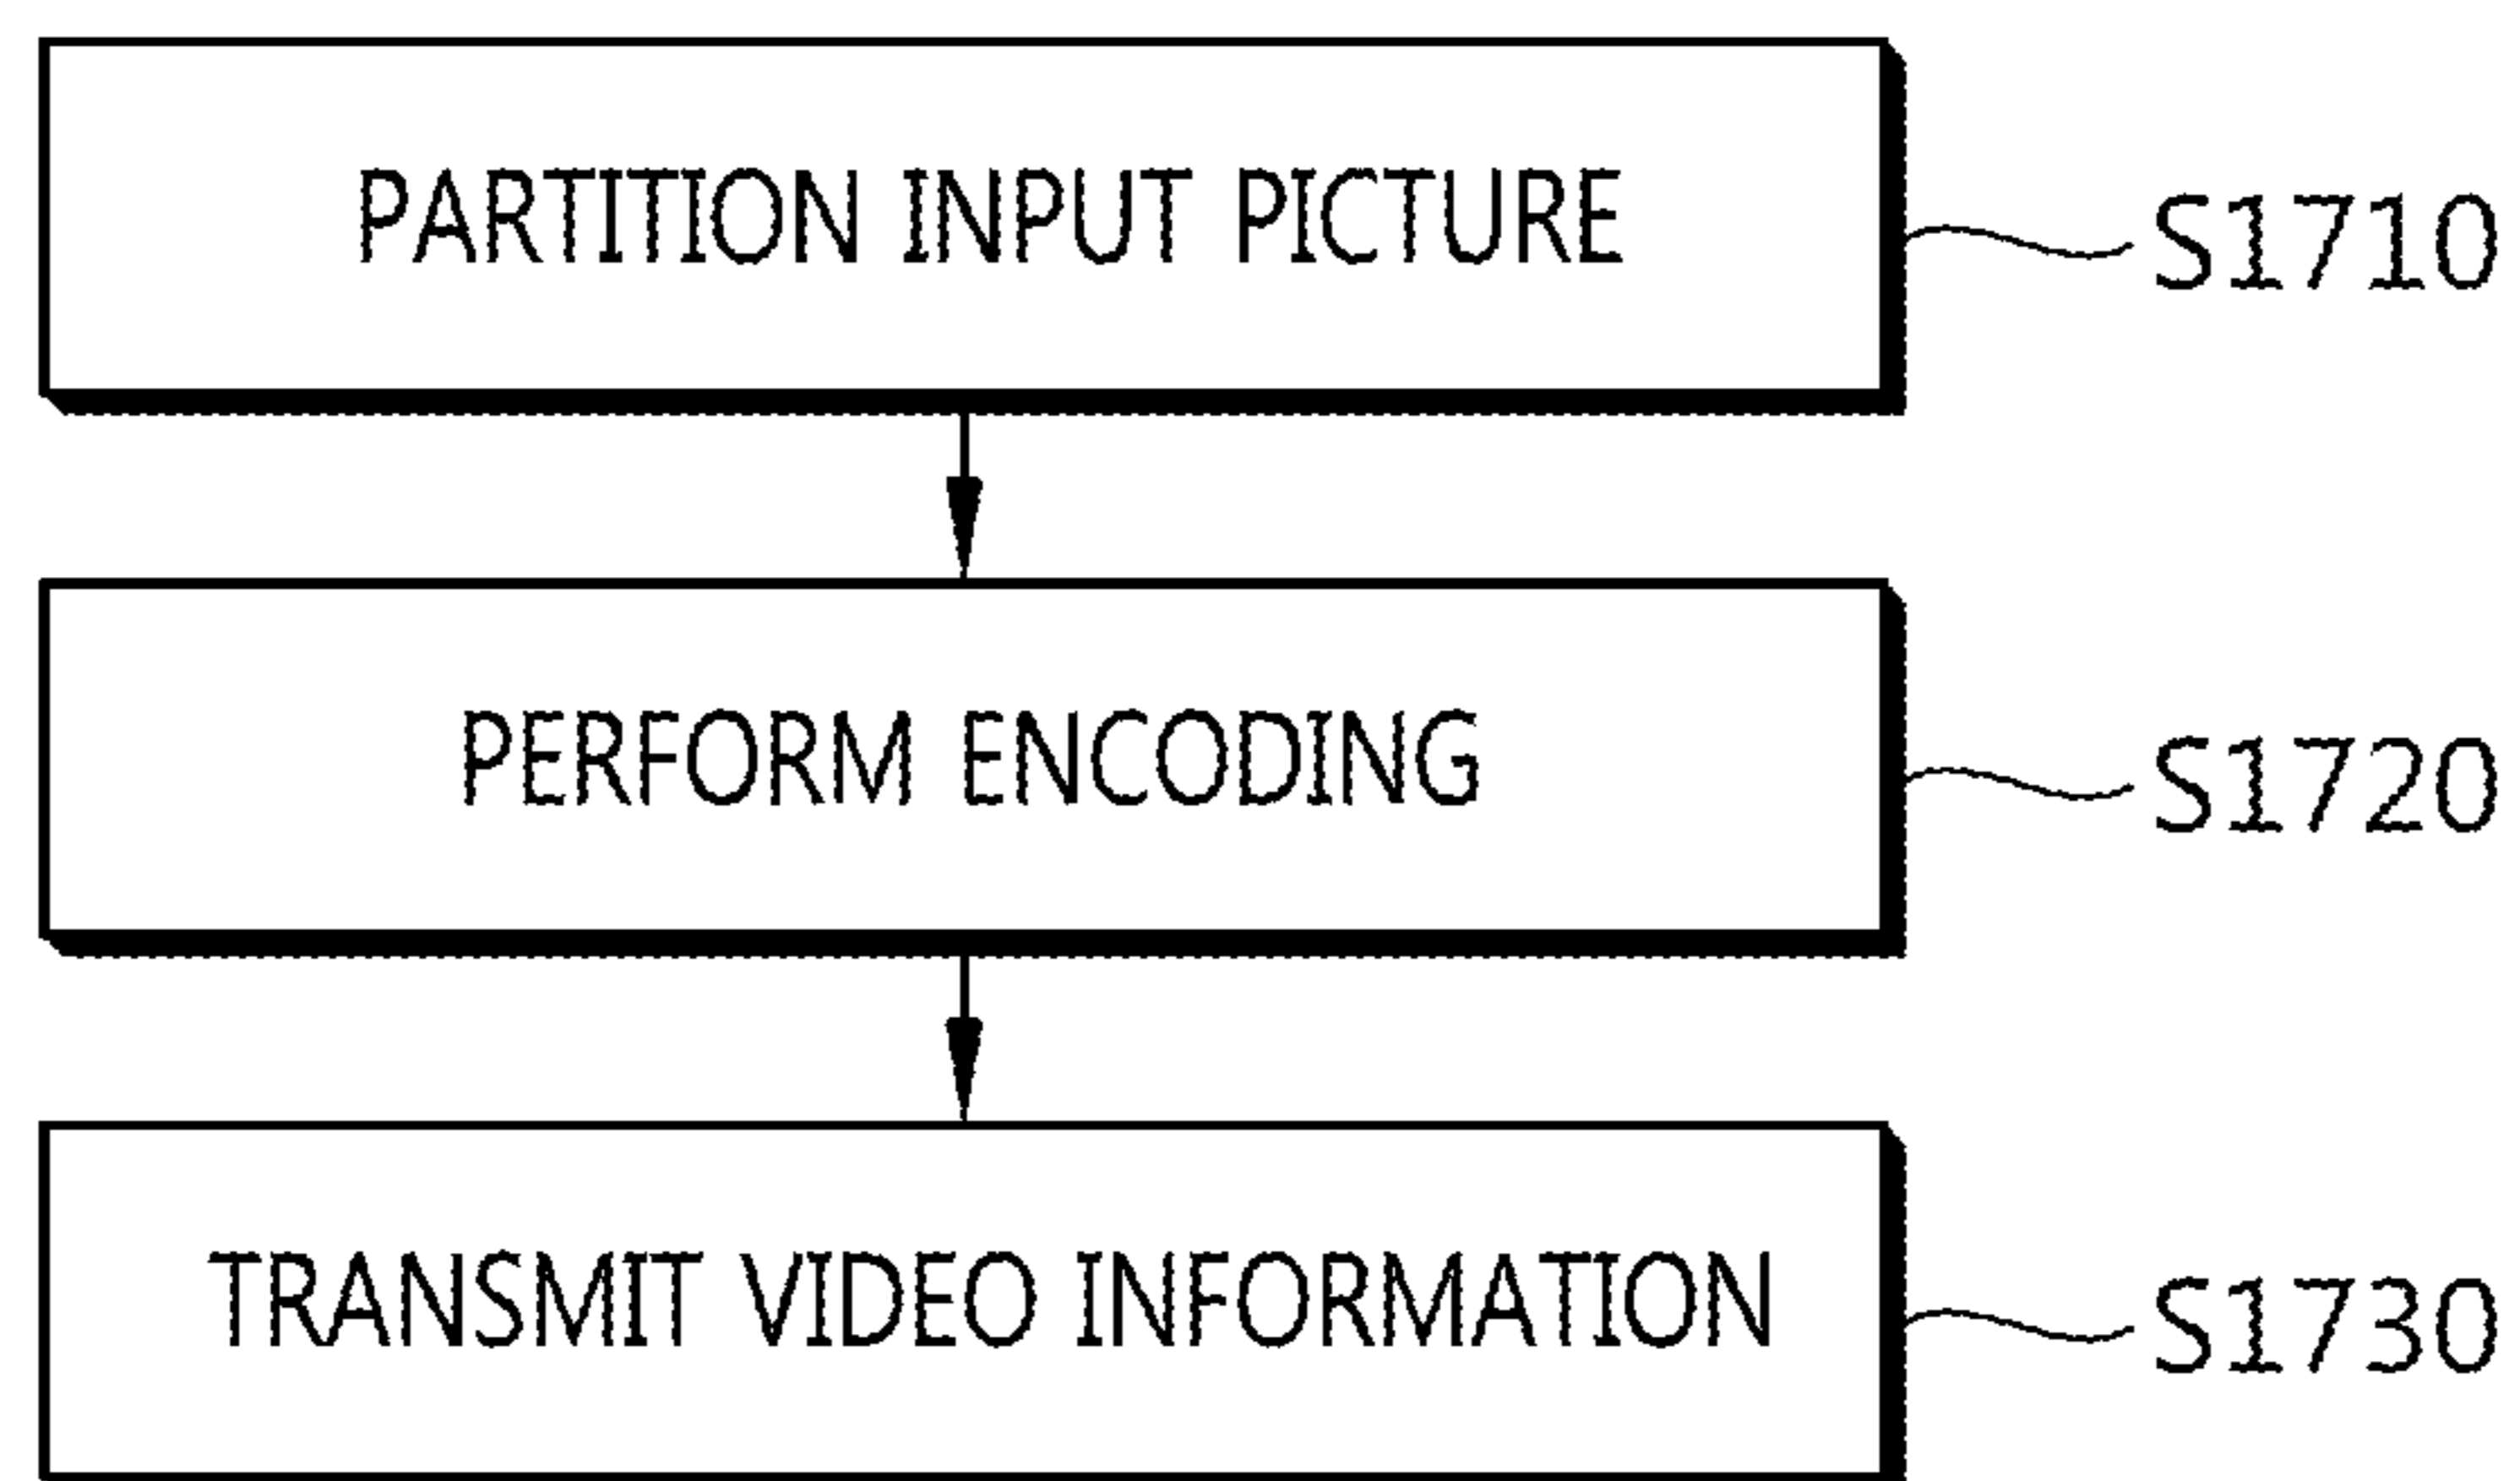 PARTITION INPUT PICTURE
S1710
PERFORM ENCODING
S1720
TRANSMIT VIDEO INFORMATION
S1730